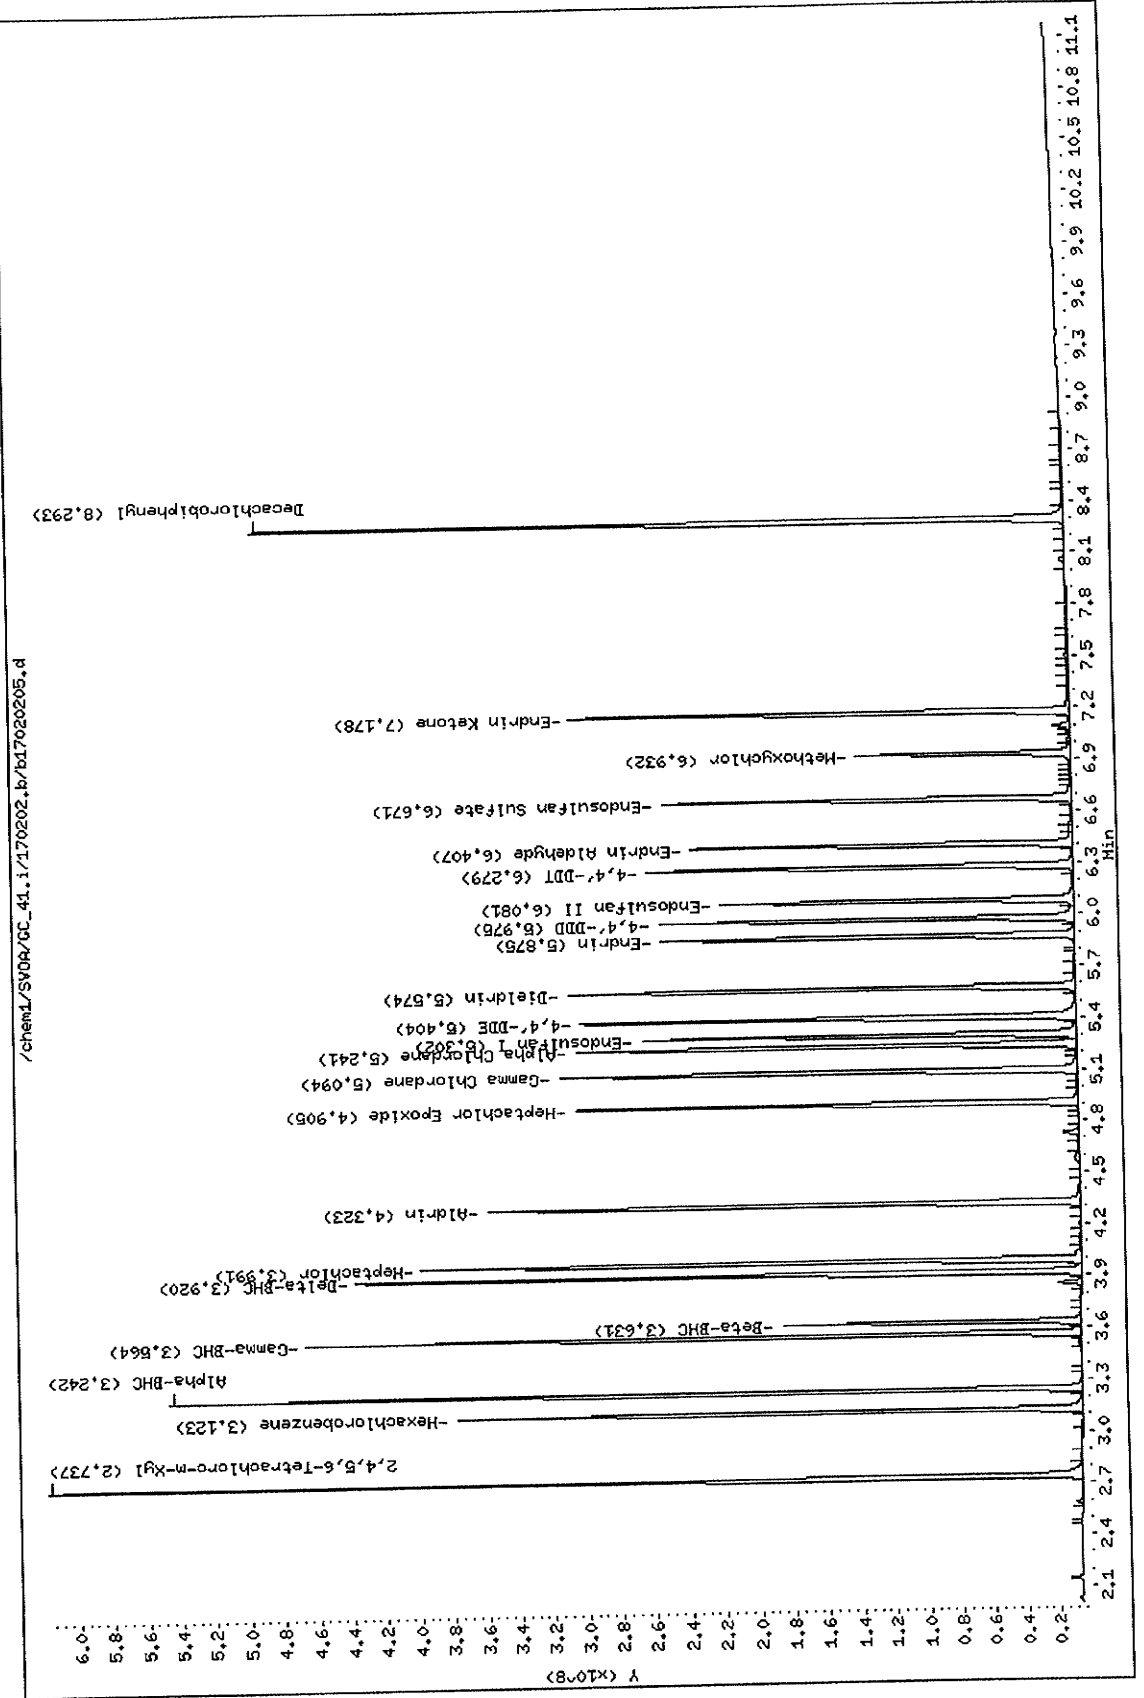 /chem1/SVOA/GC_41.i/170202.b/b17020205.d
Y (x10^8)
6.0
5.8
5.6
5.4
5.2
5.0
4.8
4.6
4.4
4.2
4.0
3.8
3.6
3.4
3.2
3.0
2.8
2.6
2.4
2.2
2.0
1.8
1.6
1.4
1.2
1.0
0.8
0.6
0.4
0.2
2,4,5,6-Tetrachloro-m-Xyl (2.737)
-Hexachlorobenzene (3.123)
Alpha-BHC (3.242)
-Gamma-BHC (3.564)
-Beta-BHC (3.631)
-Delta-BHC (3.920)
-Heptachlor (3.991)
-Aldrin (4.323)
-Heptachlor Epoxide (4.905)
-Gamma Chlordane (5.094)
-Alpha Chlordane (5.241)
-Endosulfan I (5.302)
-4,4'-DDE (5.404)
-Dieldrin (5.574)
-Endrin (5.875)
-4,4'-DDD (5.975)
-Endosulfan II (6.081)
-4,4'-DDT (6.279)
-Endrin Aldehyde (6.407)
-Endosulfan Sulfate (6.671)
-Methoxychlor (6.932)
-Endrin Ketone (7.178)
Decachlorobiphenyl (8.293)
2.1 2.4 2.7 3.0 3.3 3.6 3.9 4.2 4.5 4.8 5.1 5.4 5.7 6.0 6.3 6.6 6.9 7.2 7.5 7.8 8.1 8.4 8.7 9.0 9.3 9.6 9.9 10.2 10.5 10.8 11.1
Min